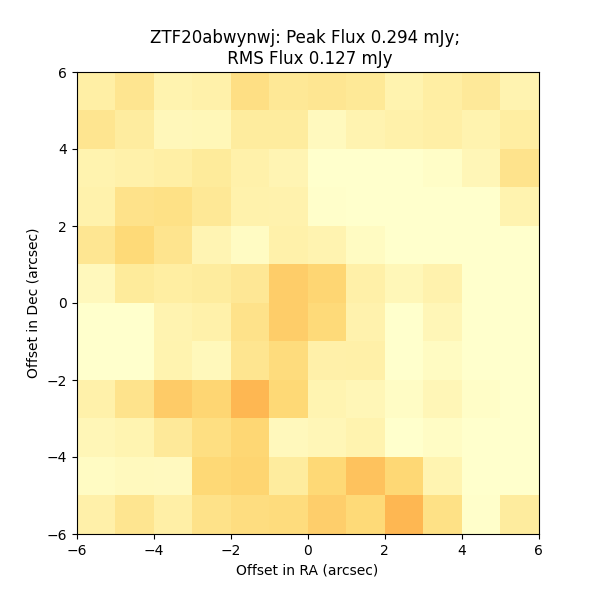 ZTF20abwynwj: Peak Flux 0.294 mJy;
RMS Flux 0.127 mJy
6
4
2
0
−2
−4
−6
Offset in Dec (arcsec)
−6 −4 −2 0 2 4 6
Offset in RA (arcsec)